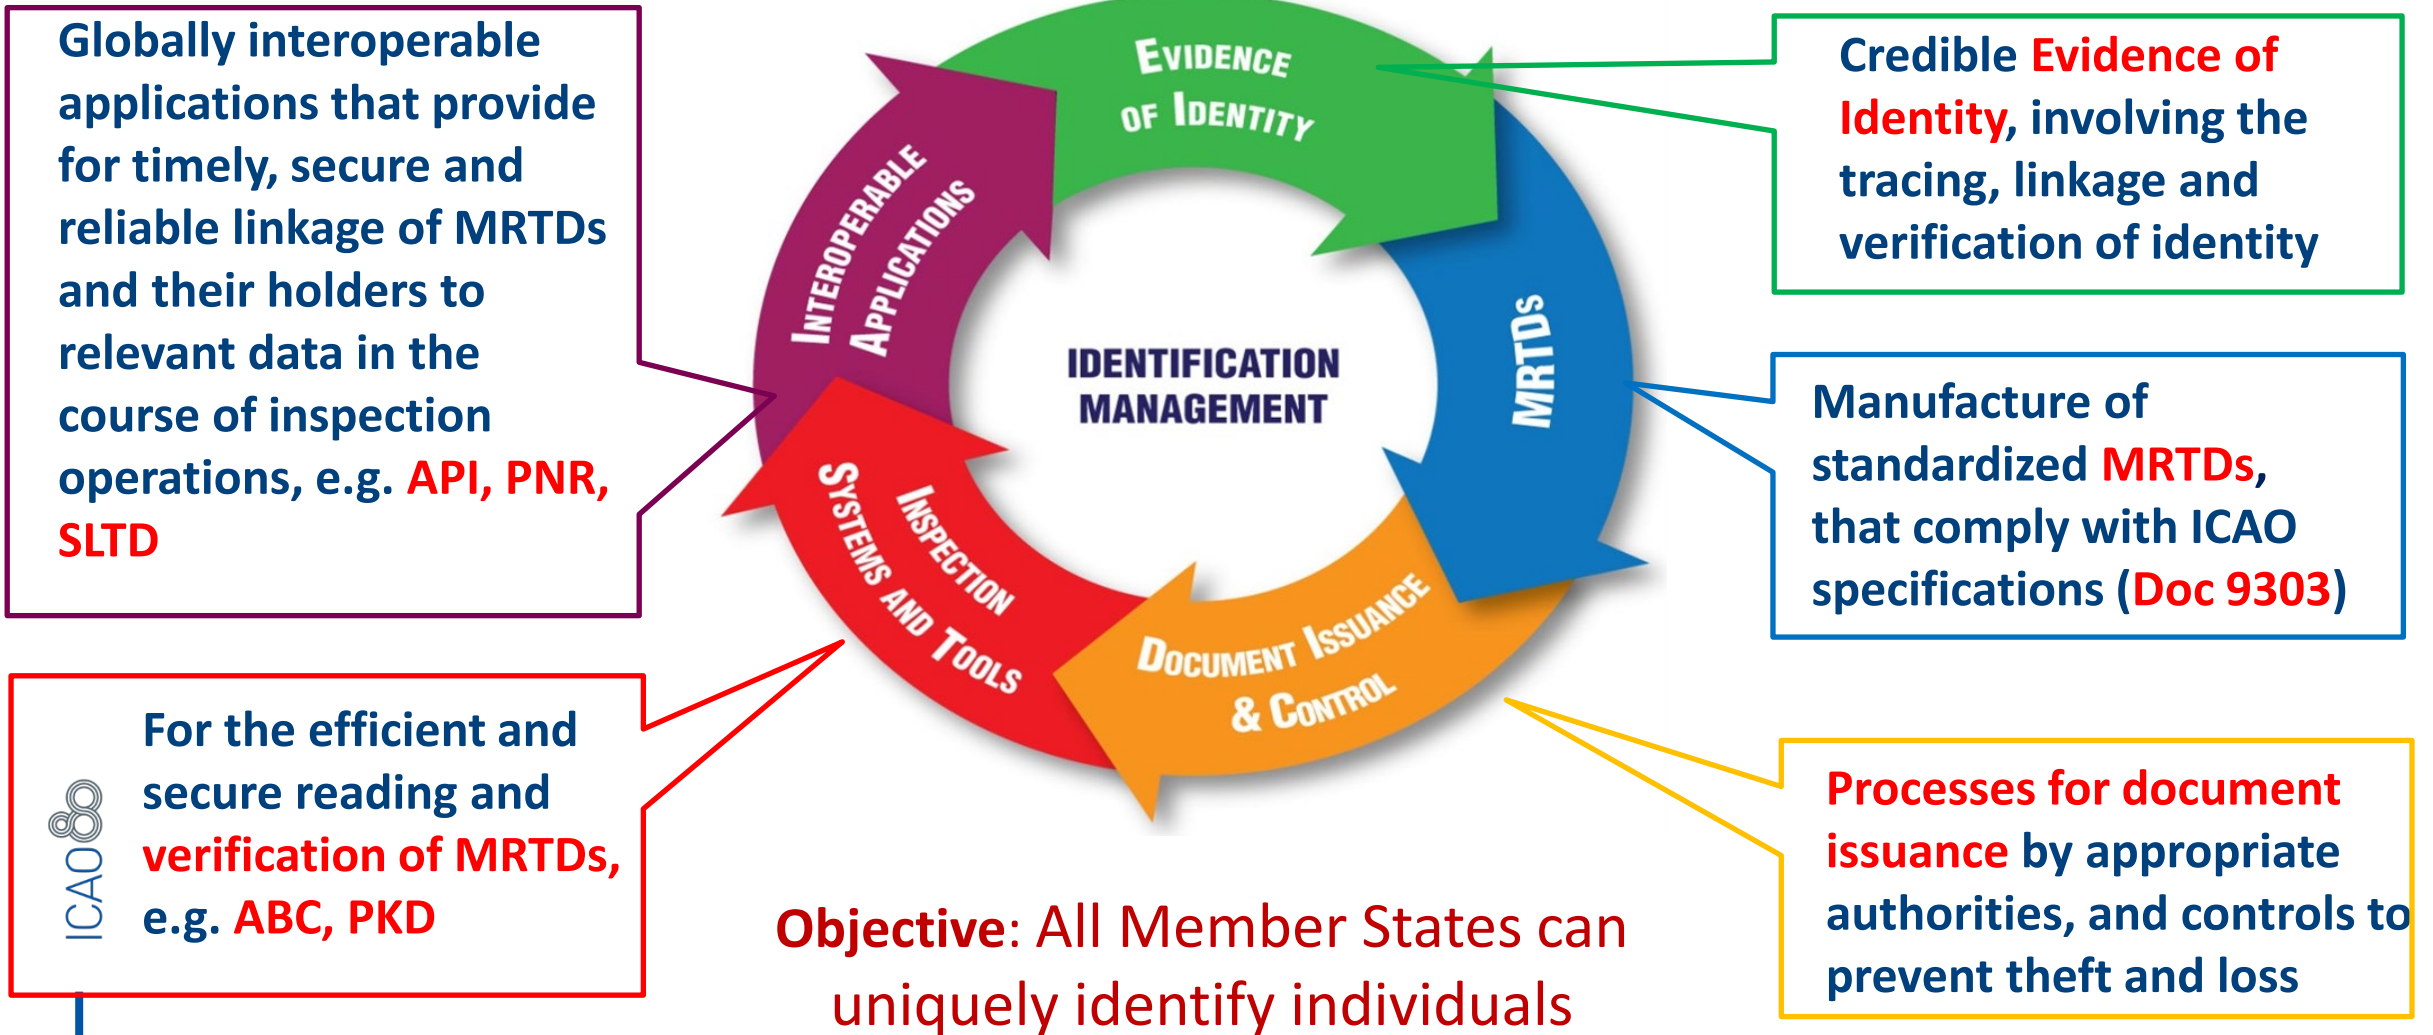 Globally interoperable
applications that provide
for timely, secure and
reliable linkage of MRTDs
and their holders to
relevant data in the
course of inspection
operations, e.g. API, PNR,
SLTD
EVIDENCE
OF IDENTITY
Credible Evidence of
Identity, involving the
tracing, linkage and
verification of identity
INTEROPERABLE
APPLICATIONS
IDENTIFICATION
MANAGEMENT
MRTDs
Manufacture of
standardized MRTDs,
that comply with ICAO
specifications (Doc 9303)
INSPECTION
SYSTEMS AND TOOLS
DOCUMENT ISSUANCE
& CONTROL
For the efficient and
secure reading and
verification of MRTDs,
e.g. ABC, PKD
ICAO
Processes for document
issuance by appropriate
authorities, and controls to
prevent theft and loss
Objective: All Member States can
uniquely identify individuals